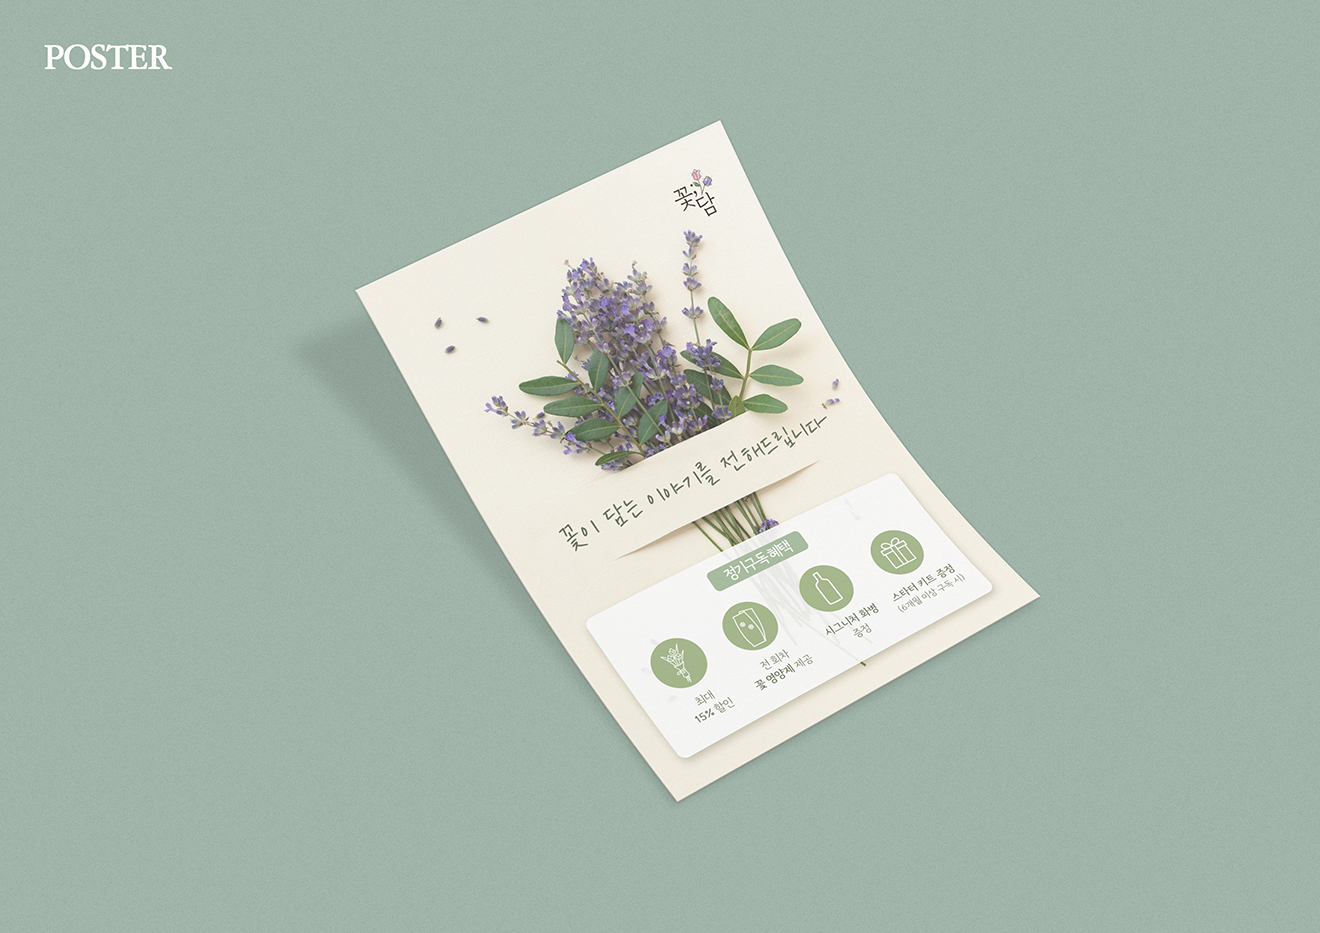 POSTER
꽃;담
꽃이 담는 이야기를 전해드립니다
정기구독혜택
최대
15% 할인
전 회차
꽃 영양제 제공
시그니처 화병
증정
스타터 키트 증정
(6개월 이상 구독 시)